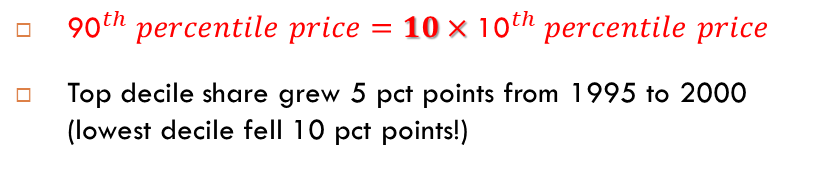 90th percentile price = 10 × 10th percentile price
Top decile share grew 5 pct points from 1995 to 2000
(lowest decile fell 10 pct points!)